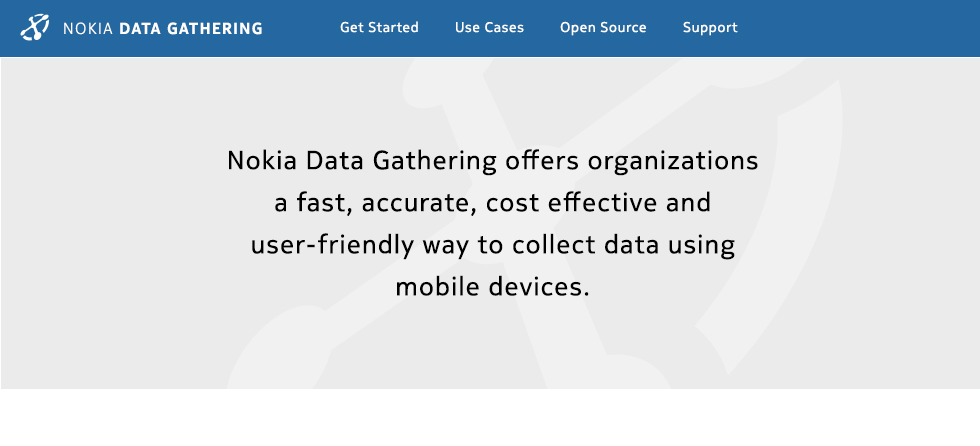 NOKIA DATA GATHERING Get Started Use Cases Open Source Support
Nokia Data Gathering offers organizations
a fast, accurate, cost effective and
user-friendly way to collect data using
mobile devices.